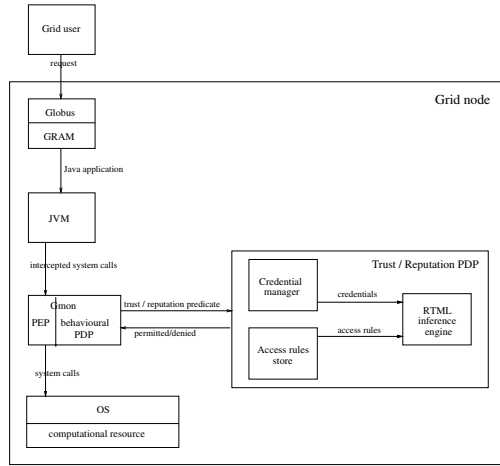 Grid user
request
Grid node
Globus
GRAM
Java application
JVM
intercepted system calls
Trust / Reputation PDP
Credential
manager
credentials
RTML
inference
engine
Gmon
PEP
behavioural
PDP
trust / reputation predicate
permitted/denied
access rules
Access rules
store
system calls
OS
computational resource